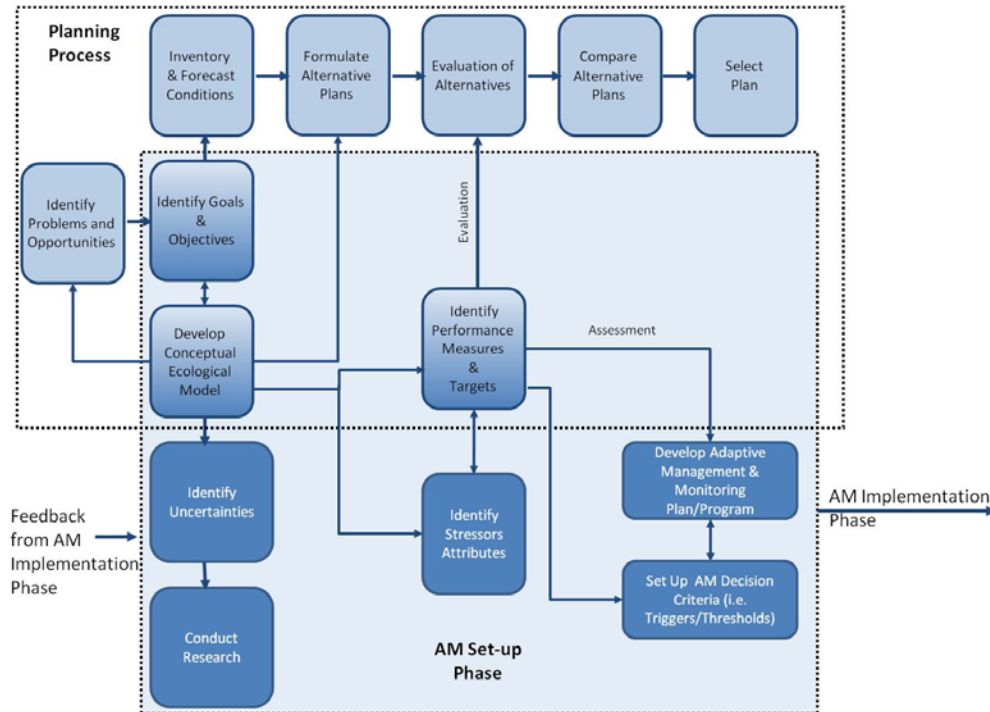 Planning
Process
Inventory
& Forecast
Conditions
Formulate
Alternative
Plans
Evaluation of
Alternatives
Compare
Alternative
Plans
Select
Plan
Identify
Problems and
Opportunities
Identify Goals
&
Objectives
Evaluation
Develop
Conceptual
Ecological
Model
Identify
Performance
Measures
&
Targets
Assessment
Identify
Uncertainties
Identify
Stressors
Attributes
Develop Adaptive
Management &
Monitoring
Plan/Program
Feedback
from AM
Implementation
Phase
AM Implementation
Phase
Conduct
Research
Set Up AM Decision
Criteria (i.e.
Triggers/Thresholds)
AM Set-up
Phase